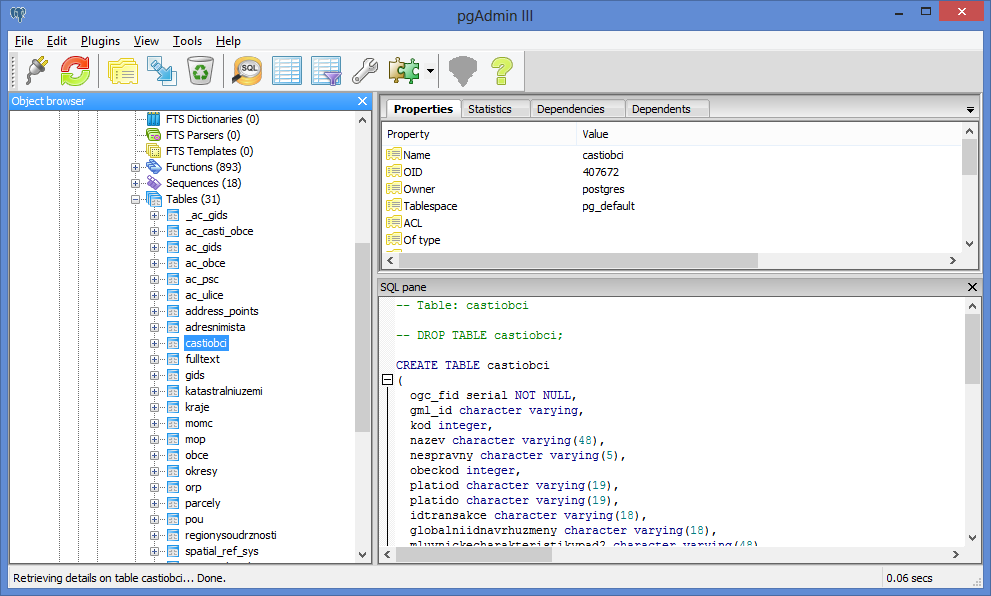 pgAdmin III
File Edit Plugins View Tools Help
SQL
Object browser
FTS Dictionaries (0)
FTS Parsers (0)
FTS Templates (0)
Functions (893)
Sequences (18)
Tables (31)
_ac_gids
ac_casti_obce
ac_gids
ac_obce
ac_psc
ac_ulice
address_points
adresnimista
castiobci
fulltext
gids
katastralniuzemi
kraje
momc
mop
obce
okresy
orp
parcely
pou
regionysoudrznosti
spatial_ref_sys
Properties Statistics Dependencies Dependents
Property Value
Name castiobci
OID 407672
Owner postgres
Tablespace pg_default
ACL
Of type
SQL pane
-- Table: castiobci
-- DROP TABLE castiobci;
CREATE TABLE castiobci
(
ogc_fid serial NOT NULL,
gml_id character varying,
kod integer,
nazev character varying(48),
nespravny character varying(5),
obeckod integer,
platiod character varying(19),
platido character varying(19),
idtransakce character varying(18),
globalniidnavrhuzmeny character varying(18),
mluvnickecharakteristikypad2 character varying(48),
Retrieving details on table castiobci... Done.
0.06 secs